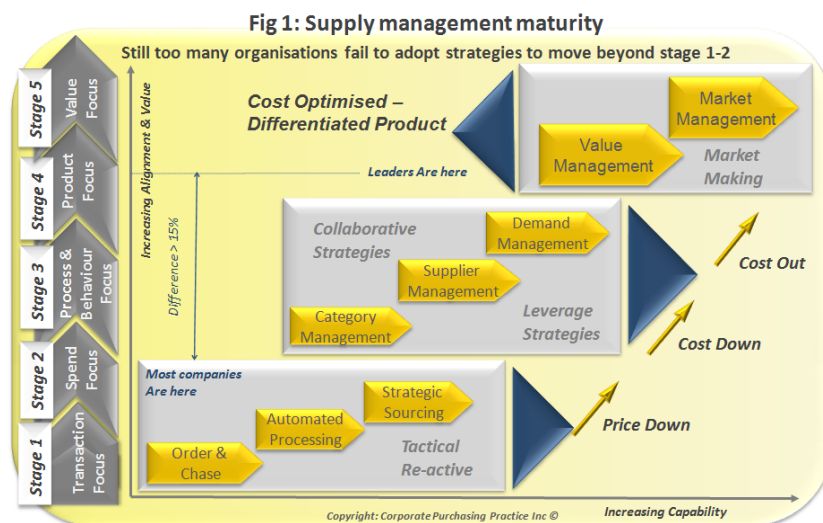 Fig 1: Supply management maturity
Still too many organisations fail to adopt strategies to move beyond stage 1-2
Stage 5
Value
Focus
Stage 4
Product
Focus
Stage 3
Process &
Behaviour
Focus
Stage 2
Spend
Focus
Stage 1
Transaction
Focus
Increasing Alignment & Value
Cost Optimised –
Differentiated Product
Market
Management
Value
Management
Market
Making
Leaders Are here
Difference > 15%
Collaborative
Strategies
Demand
Management
Supplier
Management
Category
Management
Leverage
Strategies
Cost Out
Cost Down
Price Down
Most companies
Are here
Strategic
Sourcing
Automated
Processing
Order &
Chase
Tactical
Re-active
Increasing Capability
Copyright: Corporate Purchasing Practice Inc ©